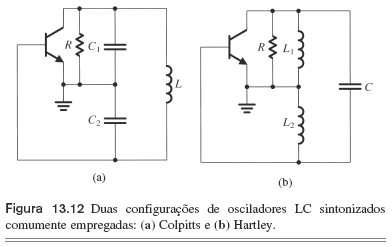 R
C₁
L
C₂
(a)
R
L₁
C
L₂
(b)
Figura 13.12 Duas configurações de osciladores LC sintonizados
comumente empregadas: (a) Colpitts e (b) Hartley.